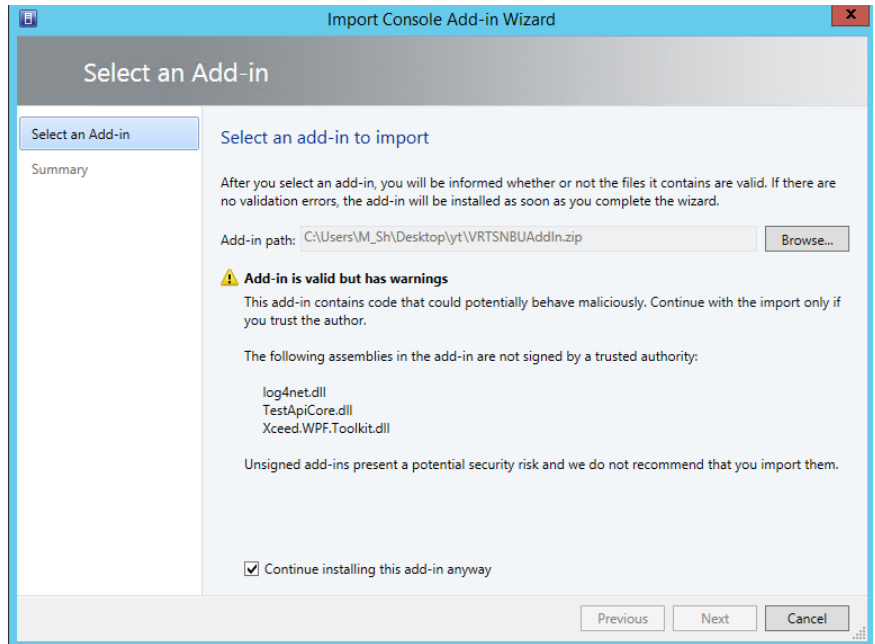 Import Console Add-in Wizard
x
Select an Add-in
Select an Add-in
Summary
Select an add-in to import
After you select an add-in, you will be informed whether or not the files it contains are valid. If there are
no validation errors, the add-in will be installed as soon as you complete the wizard.
Add-in path: C:\Users\M_Sh\Desktop\yt\VRTSNBUAddIn.zip Browse...
Add-in is valid but has warnings
This add-in contains code that could potentially behave maliciously. Continue with the import only if
you trust the author.
The following assemblies in the add-in are not signed by a trusted authority:
log4net.dll
TestApiCore.dll
Xceed.WPF.Toolkit.dll
Unsigned add-ins present a potential security risk and we do not recommend that you import them.
Continue installing this add-in anyway
Previous Next Cancel